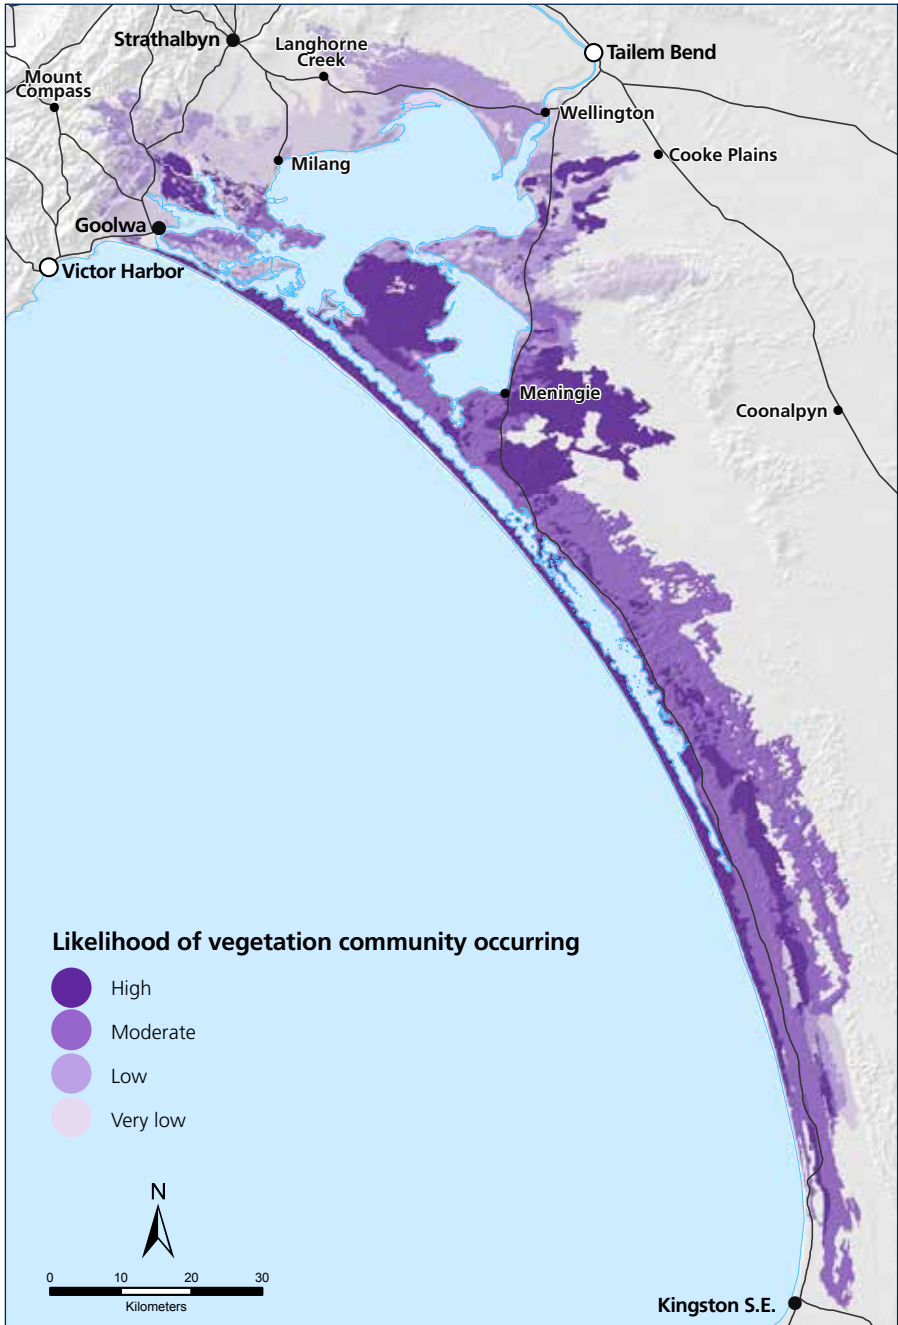 Strathalbyn
Langhorne
Creek
Tailem Bend
Mount
Compass
Wellington
Milang
Cooke Plains
Goolwa
Victor Harbor
Meningie
Coonalpyn
Likelihood of vegetation community occurring
High
Moderate
Low
Very low
N
0 10 20 30
Kilometers
Kingston S.E.